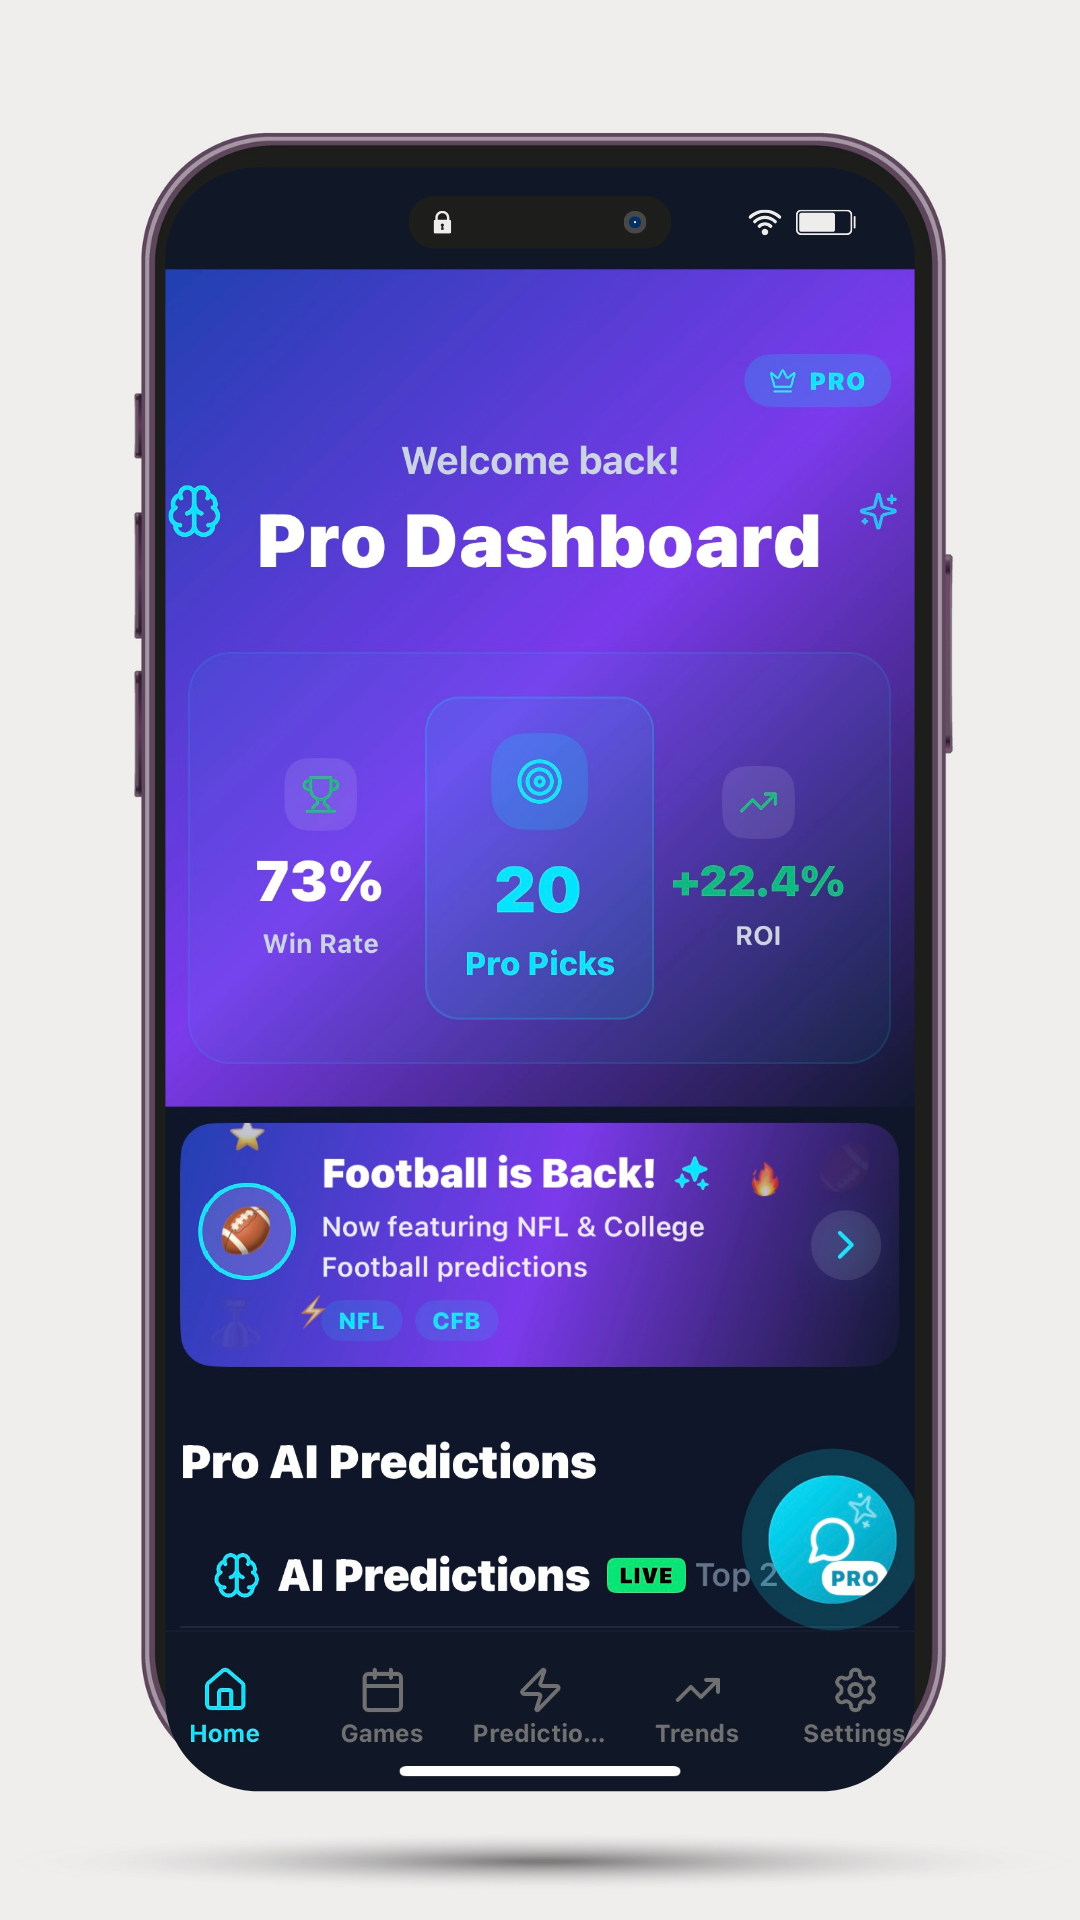 PRO
Welcome back!
Pro Dashboard
73%
Win Rate
20
Pro Picks
+22.4%
ROI
Football is Back!
Now featuring NFL & College
Football predictions
NFL
CFB
Pro AI Predictions
AI Predictions LIVE Top 2
PRO
Home
Games
Predictio...
Trends
Settings